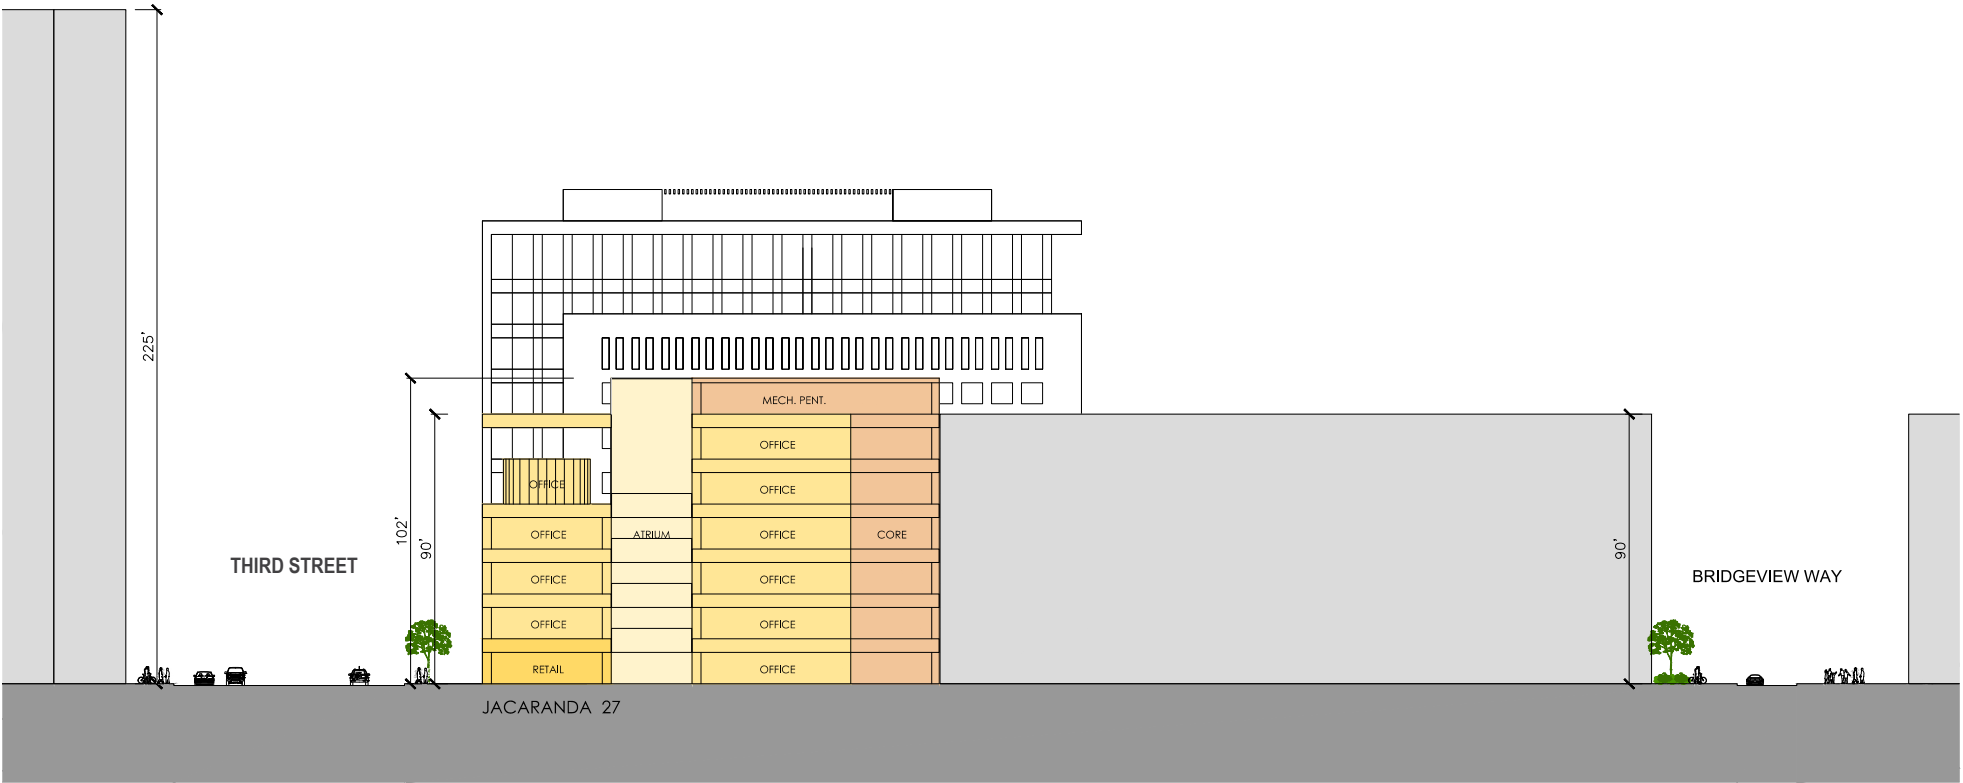 225'
MECH. PENT.
OFFICE
OFFICE
OFFICE
102'
OFFICE
ATRIUM
OFFICE
CORE
90'
90'
THIRD STREET
BRIDGEVIEW WAY
OFFICE
OFFICE
OFFICE
OFFICE
RETAIL
OFFICE
JACARANDA 27